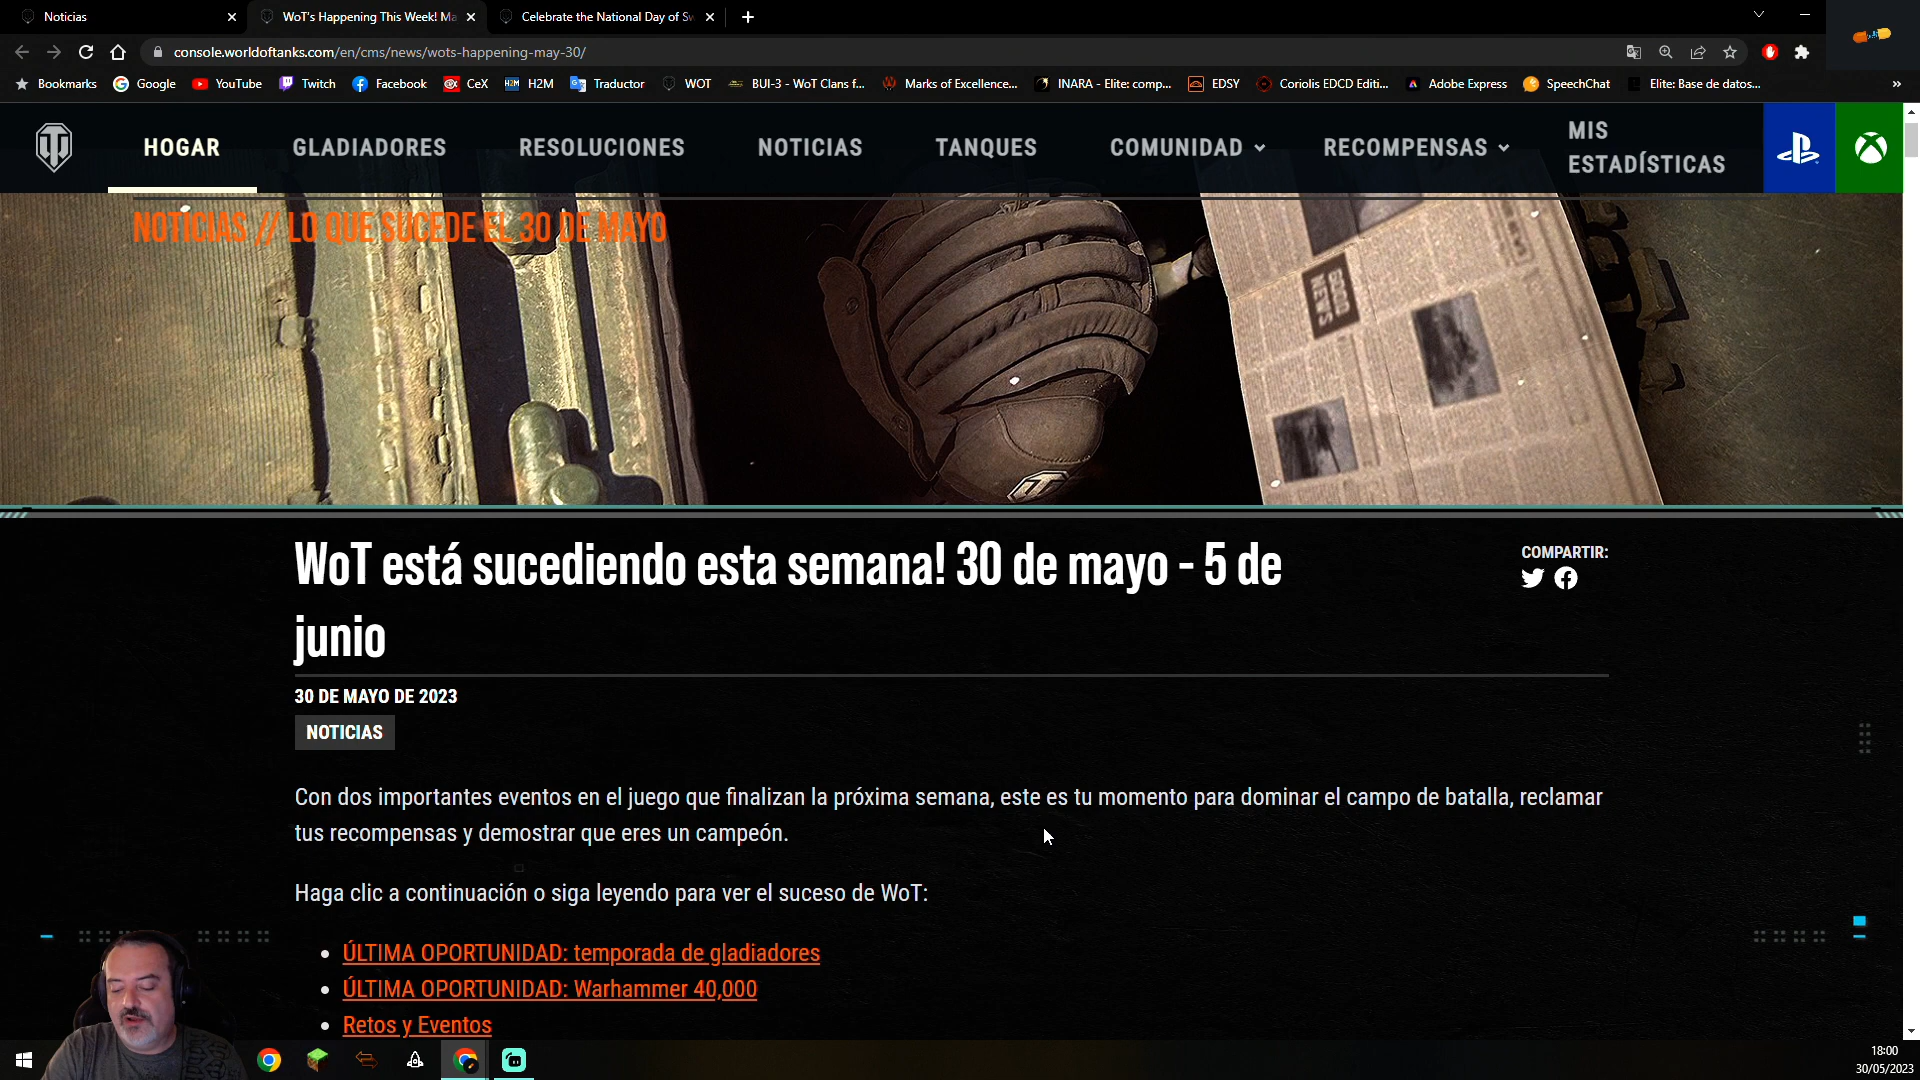 Noticias
WoT's Happening This Week! Ma
Celebrate the National Day of Sw
console.worldoftanks.com/en/cms/news/wots-happening-may-30/
Bookmarks
Google
YouTube
Twitch
Facebook
CeX
H2M
Traductor
WOT
BUI-3 - WoT Clans f...
Marks of Excellence...
INARA - Elite: comp...
EDSY
Coriolis EDCD Editi...
Adobe Express
SpeechChat
Elite: Base de datos...
»
HOGAR
GLADIADORES
RESOLUCIONES
NOTICIAS
TANQUES
COMUNIDAD
RECOMPENSAS
MIS
ESTADÍSTICAS
NOTICIAS // LO QUE SUCEDE EL 30 DE MAYO
GOOD
NEWS
WoT está sucediendo esta semana! 30 de mayo - 5 de
junio
COMPARTIR:
30 DE MAYO DE 2023
NOTICIAS
Con dos importantes eventos en el juego que finalizan la próxima semana, este es tu momento para dominar el campo de batalla, reclamar
tus recompensas y demostrar que eres un campeón.
Haga clic a continuación o siga leyendo para ver el suceso de WoT:
• ÚLTIMA OPORTUNIDAD: temporada de gladiadores
• ÚLTIMA OPORTUNIDAD: Warhammer 40,000
• Retos y Eventos
18:00
30/05/2023